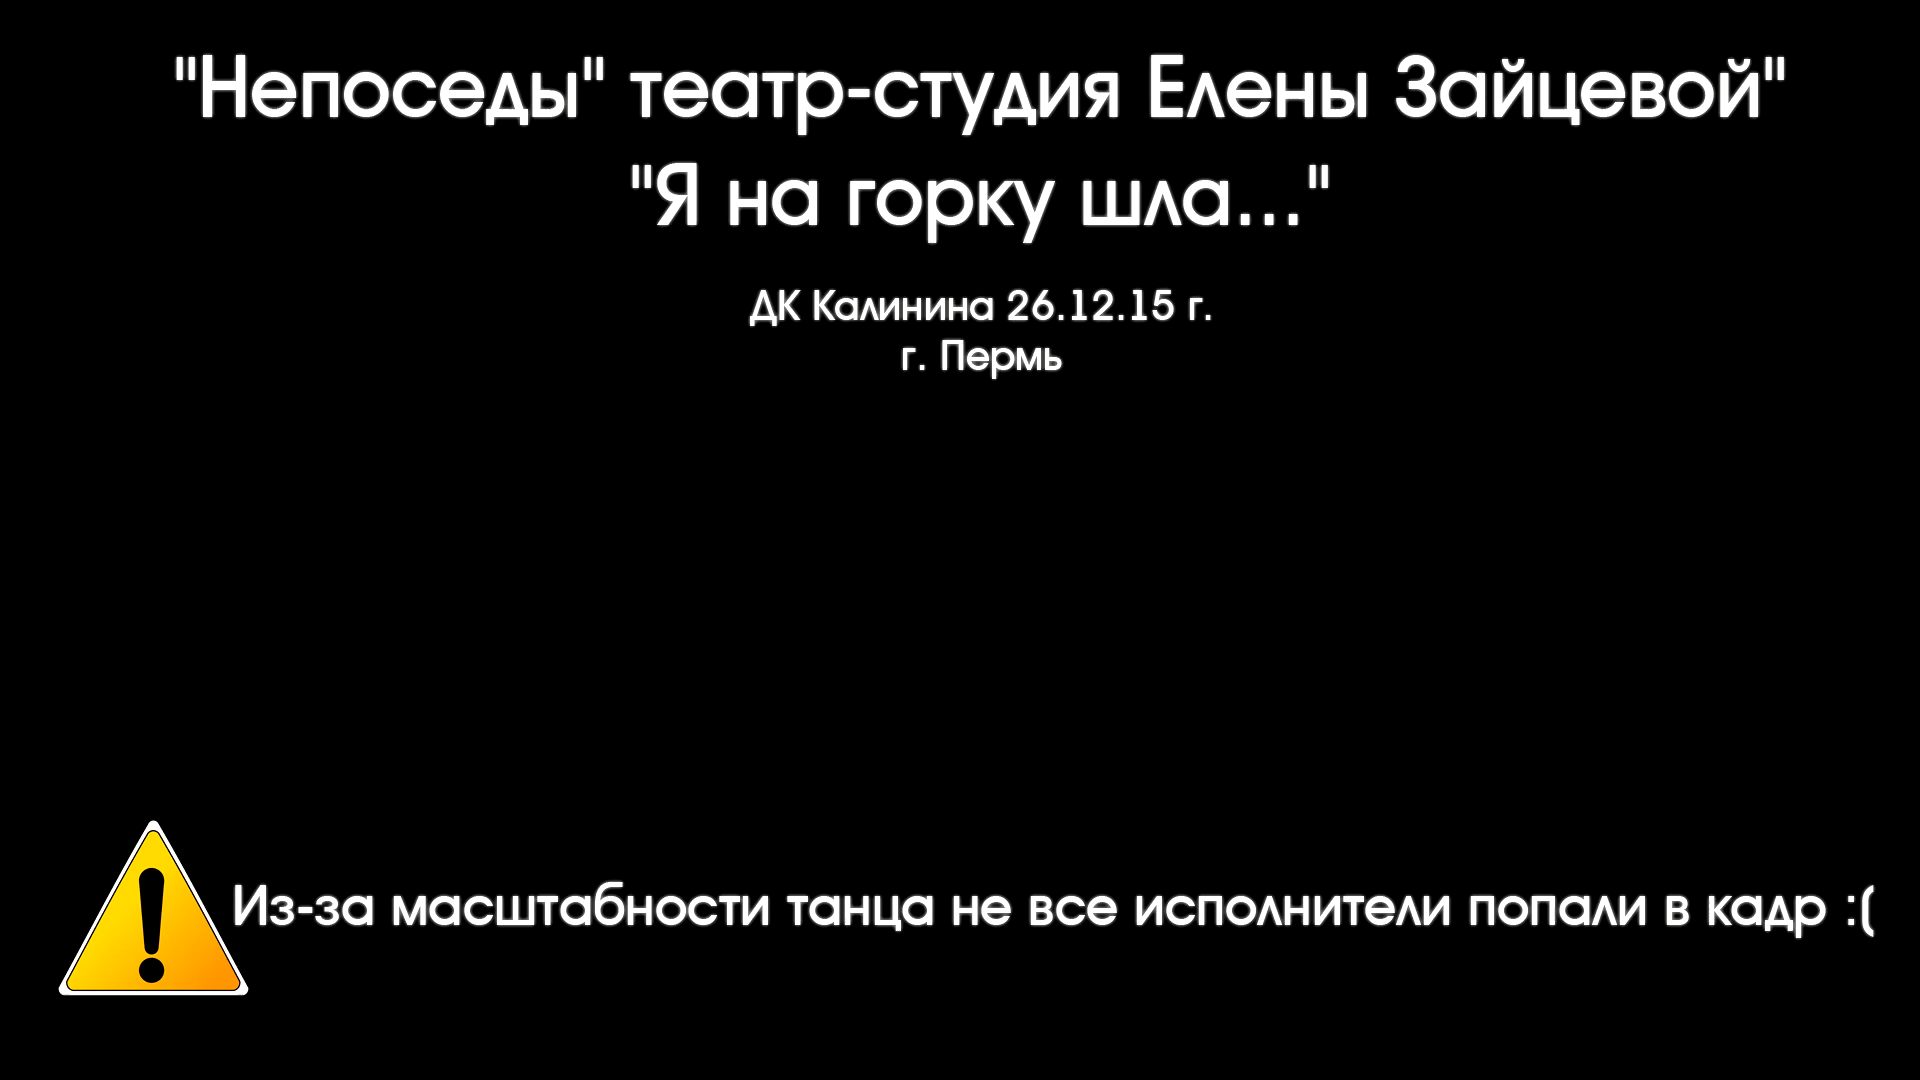 "Непоседы" театр-студия Елены Зайцевой"
"Я на горку шла..."
ДК Калинина 26.12.15 г.
г. Пермь
Из-за масштабности танца не все исполнители попали в кадр :(